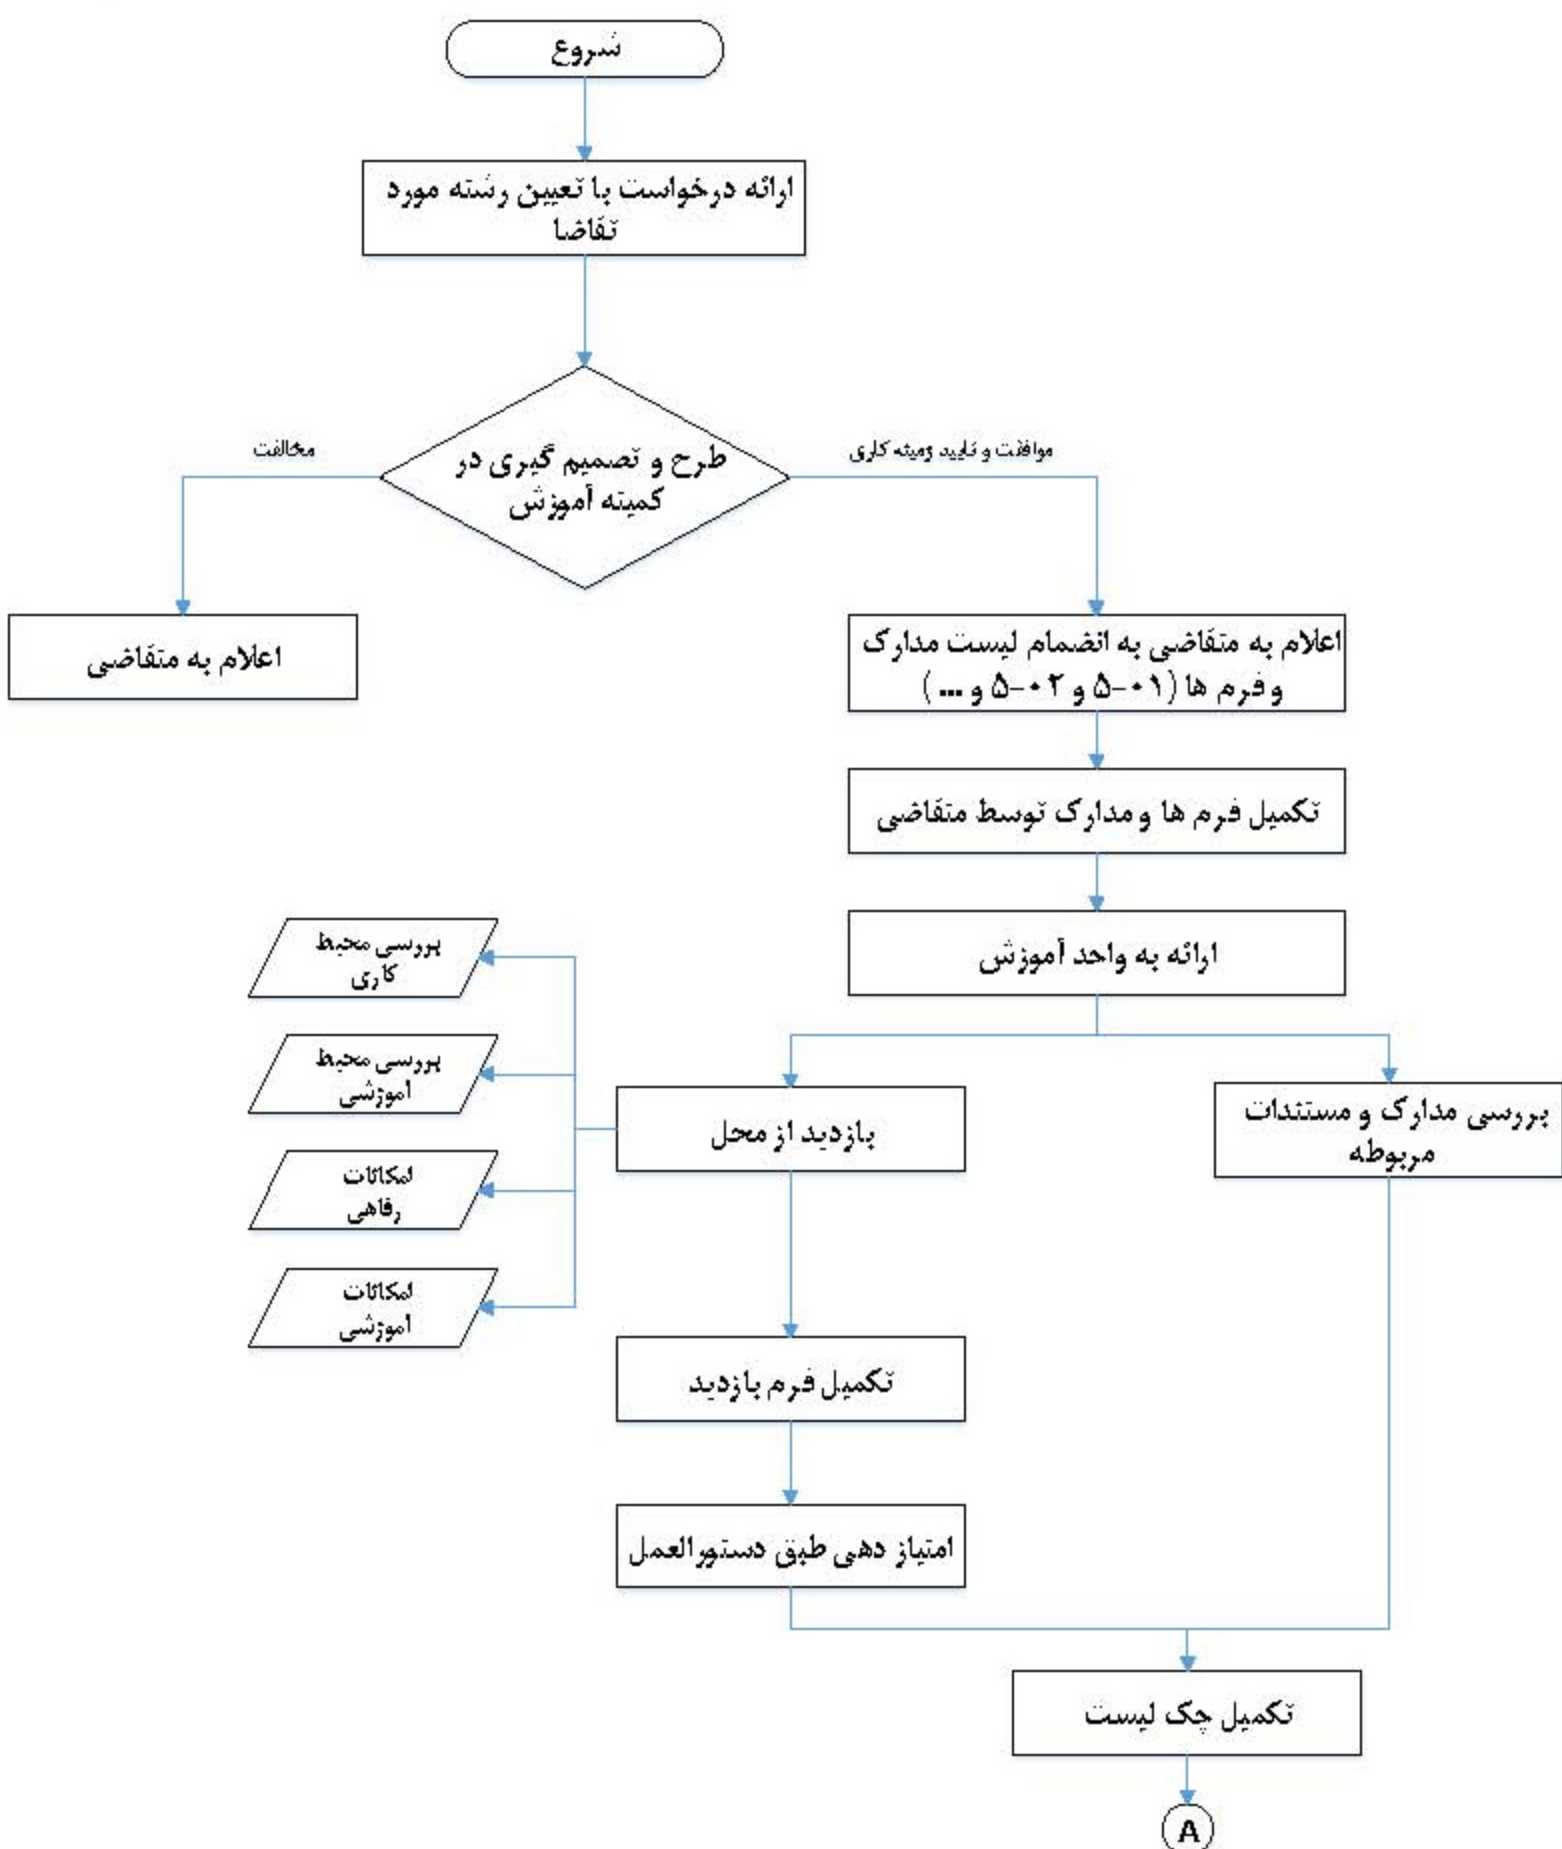 شروع
ارائه درخواست با تعیین رشته مورد
تقاضا
طرح و تصمیم گیری در
کمیته آموزش
موافقت و تایید زمینه کاری
مخالفت
اعلام به متقاضی
اعلام به متقاضی به انضمام لیست مدارک
و فرم ها (۰۱-۵ و ۰۲-۵ و ... )
تکمیل فرم ها و مدارک توسط متقاضی
ارائه به واحد آموزش
بررسی مدارک و مستندات
مربوطه
بازدید از محل
بررسی محیط
کاری
بررسی محیط
اموزشی
امکانات
رفاهی
امکانات
اموزشی
تکمیل فرم بازدید
امتیاز دهی طبق دستورالعمل
تکمیل چک لیست
A